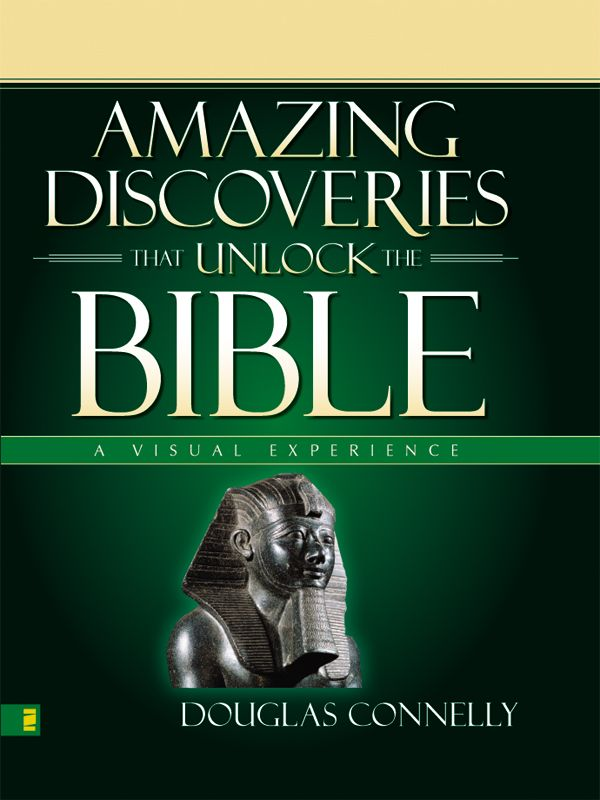 AMAZING
DISCOVERIES
THAT UNLOCK THE
BIBLE
A VISUAL EXPERIENCE
DOUGLAS CONNELLY